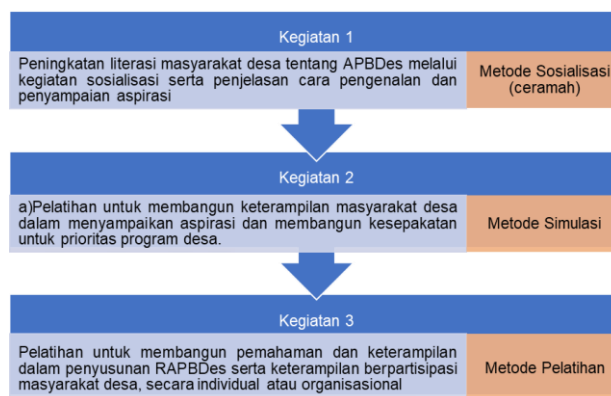 Kegiatan 1
Peningkatan literasi masyarakat desa tentang APBDes melalui
kegiatan sosialisasi serta penjelasan cara pengenalan dan
penyampaian aspirasi
Metode Sosialisasi
(ceramah)
Kegiatan 2
a)Pelatihan untuk membangun keterampilan masyarakat desa
dalam menyampaikan aspirasi dan membangun kesepakatan
untuk prioritas program desa.
Metode Simulasi
Kegiatan 3
Pelatihan untuk membangun pemahaman dan keterampilan
dalam penyusunan RAPBDes serta keterampilan berpartisipasi
masyarakat desa, secara individual atau organisasional
Metode Pelatihan